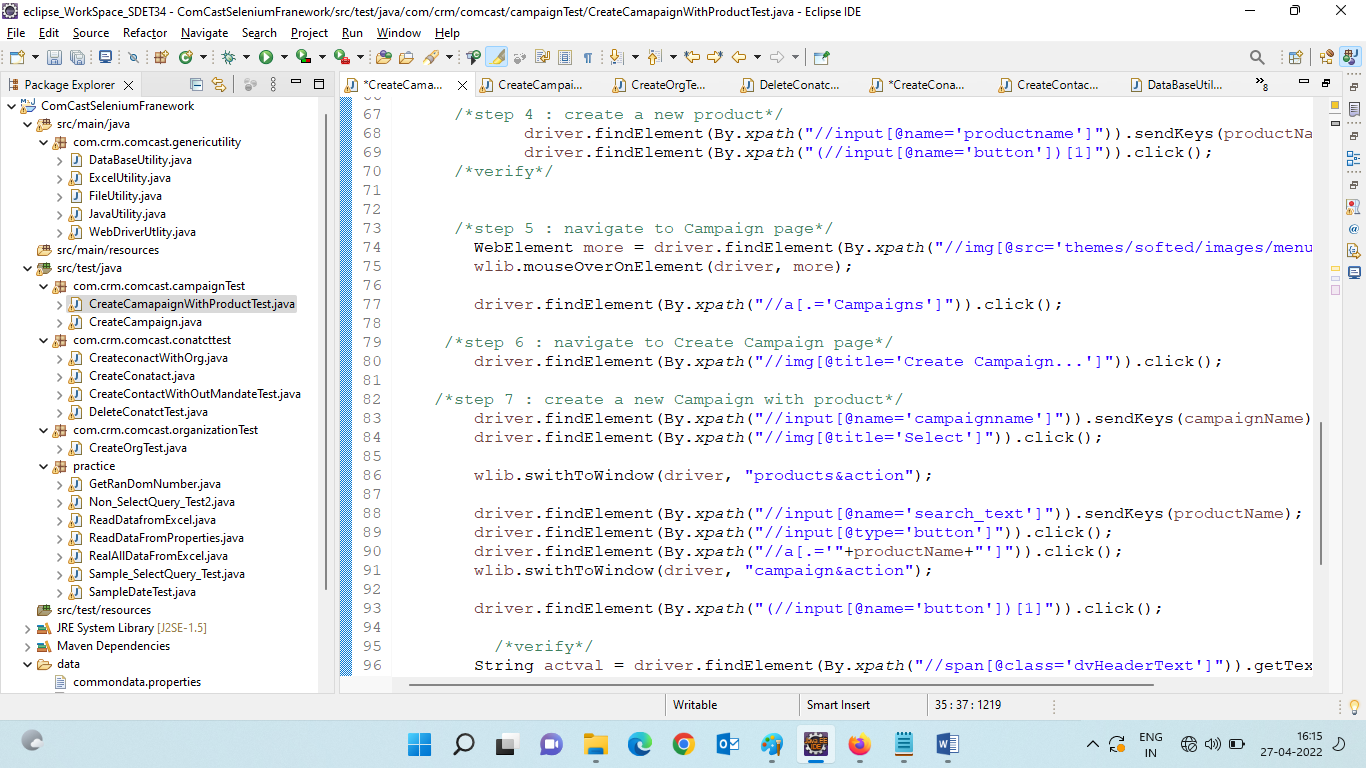 eclipse_WorkSpace_SDET34 - ComCastSeleniumFranework/src/test/java/com/crm/comcast/campaignTest/CreateCamapaignWithProductTest.java - Eclipse IDE
File Edit Source Refactor Navigate Search Project Run Window Help
Package Explorer
*CreateCama... CreateCampai... CreateOrgTe... DeleteConatc... *CreateCona... CreateContac... DataBaseUtil... »8
ComCastSeleniumFranework
src/main/java
com.crm.comcast.genericutility
DataBaseUtility.java
ExcelUtility.java
FileUtility.java
JavaUtility.java
WebDriverUtlity.java
src/main/resources
src/test/java
com.crm.comcast.campaignTest
CreateCamapaignWithProductTest.java
CreateCampaign.java
com.crm.comcast.conatcttest
CreateconactWithOrg.java
CreateConatact.java
CreateContactWithOutMandateTest.java
DeleteConatctTest.java
com.crm.comcast.organizationTest
CreateOrgTest.java
practice
GetRanDomNumber.java
Non_SelectQuery_Test2.java
ReadDatafromExcel.java
ReadDataFromProperties.java
RealAllDataFromExcel.java
Sample_SelectQuery_Test.java
SampleDateTest.java
src/test/resources
JRE System Library [J2SE-1.5]
Maven Dependencies
data
commondata.properties
67 /*step 4 : create a new product*/
68 driver.findElement(By.xpath("//input[@name='productname']")).sendKeys(productNa
69 driver.findElement(By.xpath("(//input[@name='button'])[1]")).click();
70 /*verify*/
71
72
73 /*step 5 : navigate to Campaign page*/
74 WebElement more = driver.findElement(By.xpath("//img[@src='themes/softed/images/menu
75 wlib.mouseOverOnElement(driver, more);
76
77 driver.findElement(By.xpath("//a[.='Campaigns']")).click();
78
79 /*step 6 : navigate to Create Campaign page*/
80 driver.findElement(By.xpath("//img[@title='Create Campaign...']")).click();
81
82 /*step 7 : create a new Campaign with product*/
83 driver.findElement(By.xpath("//input[@name='campaignname']")).sendKeys(campaignName)
84 driver.findElement(By.xpath("//img[@title='Select']")).click();
85
86 wlib.swithToWindow(driver, "products&action");
87
88 driver.findElement(By.xpath("//input[@name='search_text']")).sendKeys(productName);
89 driver.findElement(By.xpath("//input[@type='button']")).click();
90 driver.findElement(By.xpath("//a[.='"+productName+"']")).click();
91 wlib.swithToWindow(driver, "campaign&action");
92
93 driver.findElement(By.xpath("(//input[@name='button'])[1]")).click();
94
95 /*verify*/
96 String actval = driver.findElement(By.xpath("//span[@class='dvHeaderText']")).getTex
Writable Smart Insert 35 : 37 : 1219
ENG
IN
16:15
27-04-2022